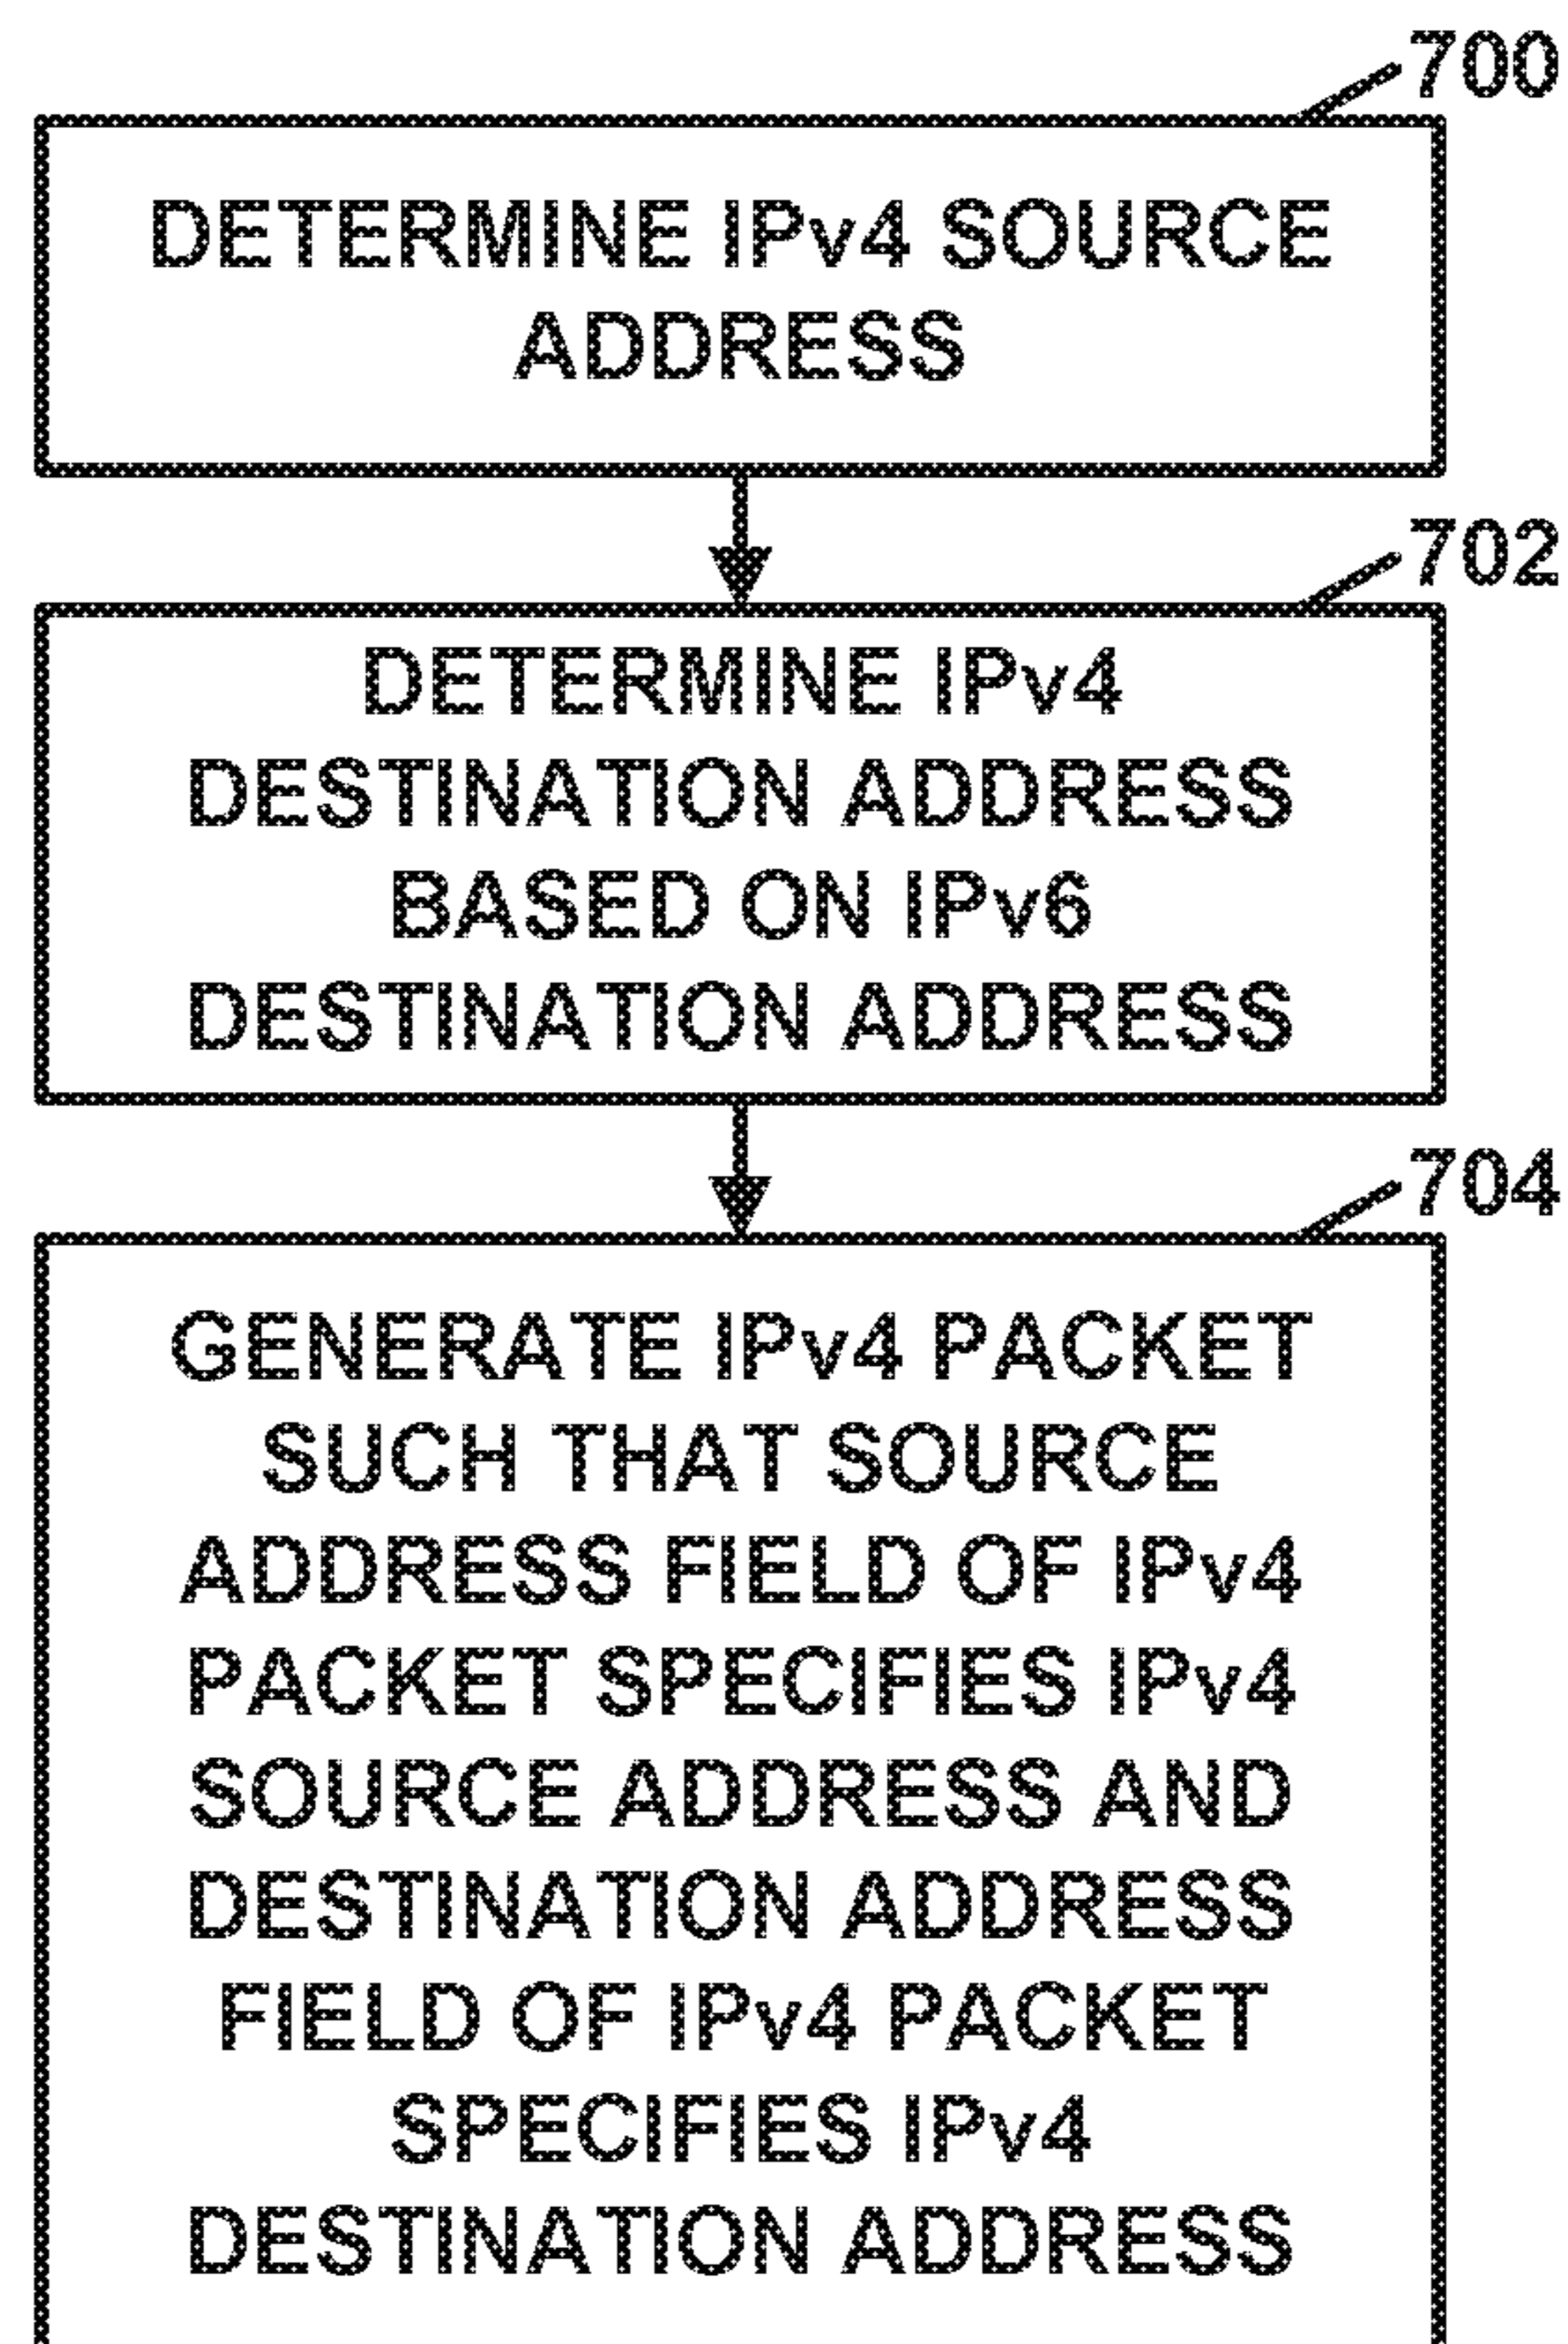 700
DETERMINE IPv4 SOURCE
ADDRESS
702
DETERMINE IPv4
DESTINATION ADDRESS
BASED ON IPv6
DESTINATION ADDRESS
704
GENERATE IPv4 PACKET
SUCH THAT SOURCE
ADDRESS FIELD OF IPv4
PACKET SPECIFIES IPv4
SOURCE ADDRESS AND
DESTINATION ADDRESS
FIELD OF IPv4 PACKET
SPECIFIES IPv4
DESTINATION ADDRESS